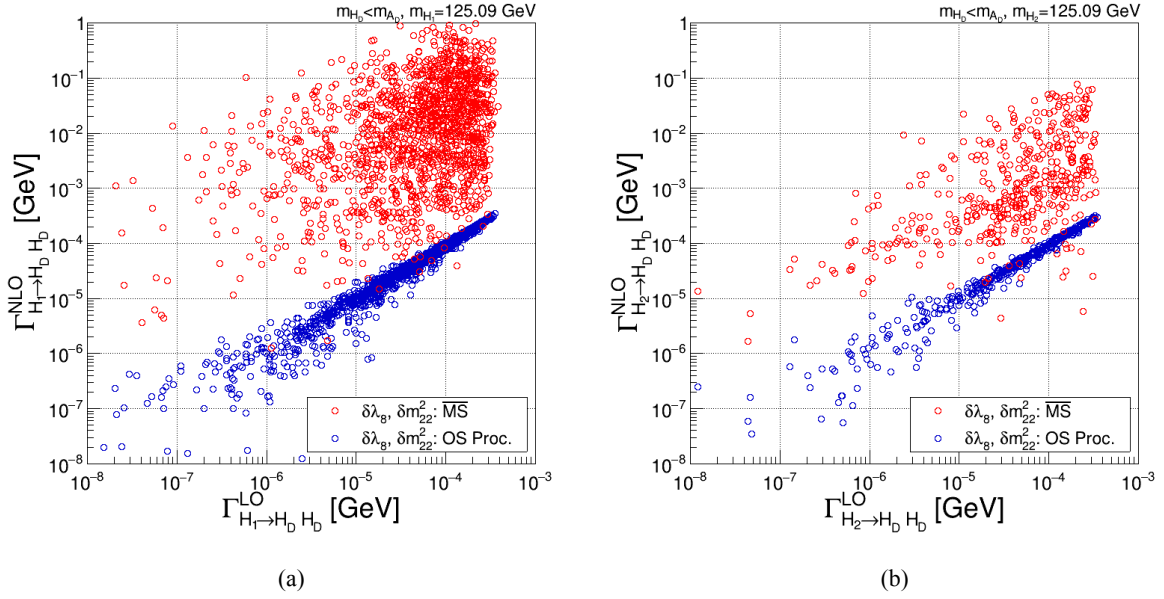 m_{H_D}<m_{A_D}, m_{H_1}=125.09 GeV
Γ^{NLO}_{H_1→H_D H_D} [GeV]
1
10^{−1}
10^{−2}
10^{−3}
10^{−4}
10^{−5}
10^{−6}
10^{−7}
10^{−8}
δλ_8, δm^2_{22}: \overline{MS}
δλ_8, δm^2_{22}: OS Proc.
10^{−8} 10^{−7} 10^{−6} 10^{−5} 10^{−4} 10^{−3}
Γ^{LO}_{H_1→H_D H_D} [GeV]
(a)
m_{H_D}<m_{A_D}, m_{H_2}=125.09 GeV
Γ^{NLO}_{H_2→H_D H_D} [GeV]
1
10^{−1}
10^{−2}
10^{−3}
10^{−4}
10^{−5}
10^{−6}
10^{−7}
10^{−8}
δλ_8, δm^2_{22}: \overline{MS}
δλ_8, δm^2_{22}: OS Proc.
10^{−8} 10^{−7} 10^{−6} 10^{−5} 10^{−4} 10^{−3}
Γ^{LO}_{H_2→H_D H_D} [GeV]
(b)